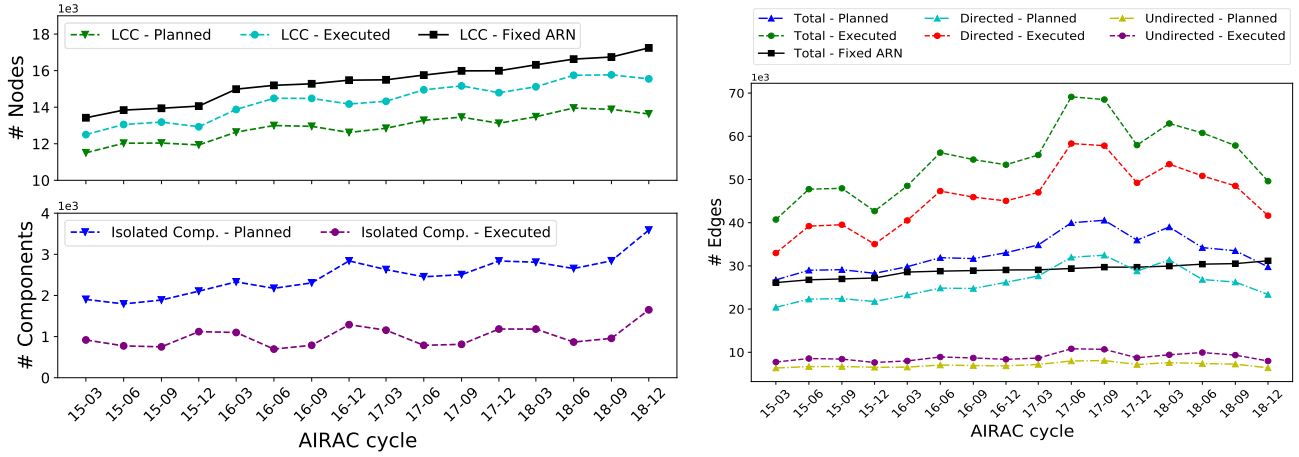 1e3
LCC - Planned LCC - Executed LCC - Fixed ARN
18
16
14
12
10
# Nodes
1e3
Isolated Comp. - Planned Isolated Comp. - Executed
4
3
2
1
0
# Components
15-03 15-06 15-09 15-12 16-03 16-06 16-09 16-12 17-03 17-06 17-09 17-12 18-03 18-06 18-09 18-12
AIRAC cycle
Total - Planned Directed - Planned Undirected - Planned
Total - Executed Directed - Executed Undirected - Executed
Total - Fixed ARN
1e3
70
60
50
40
30
20
10
# Edges
15-03 15-06 15-09 15-12 16-03 16-06 16-09 16-12 17-03 17-06 17-09 17-12 18-03 18-06 18-09 18-12
AIRAC cycle